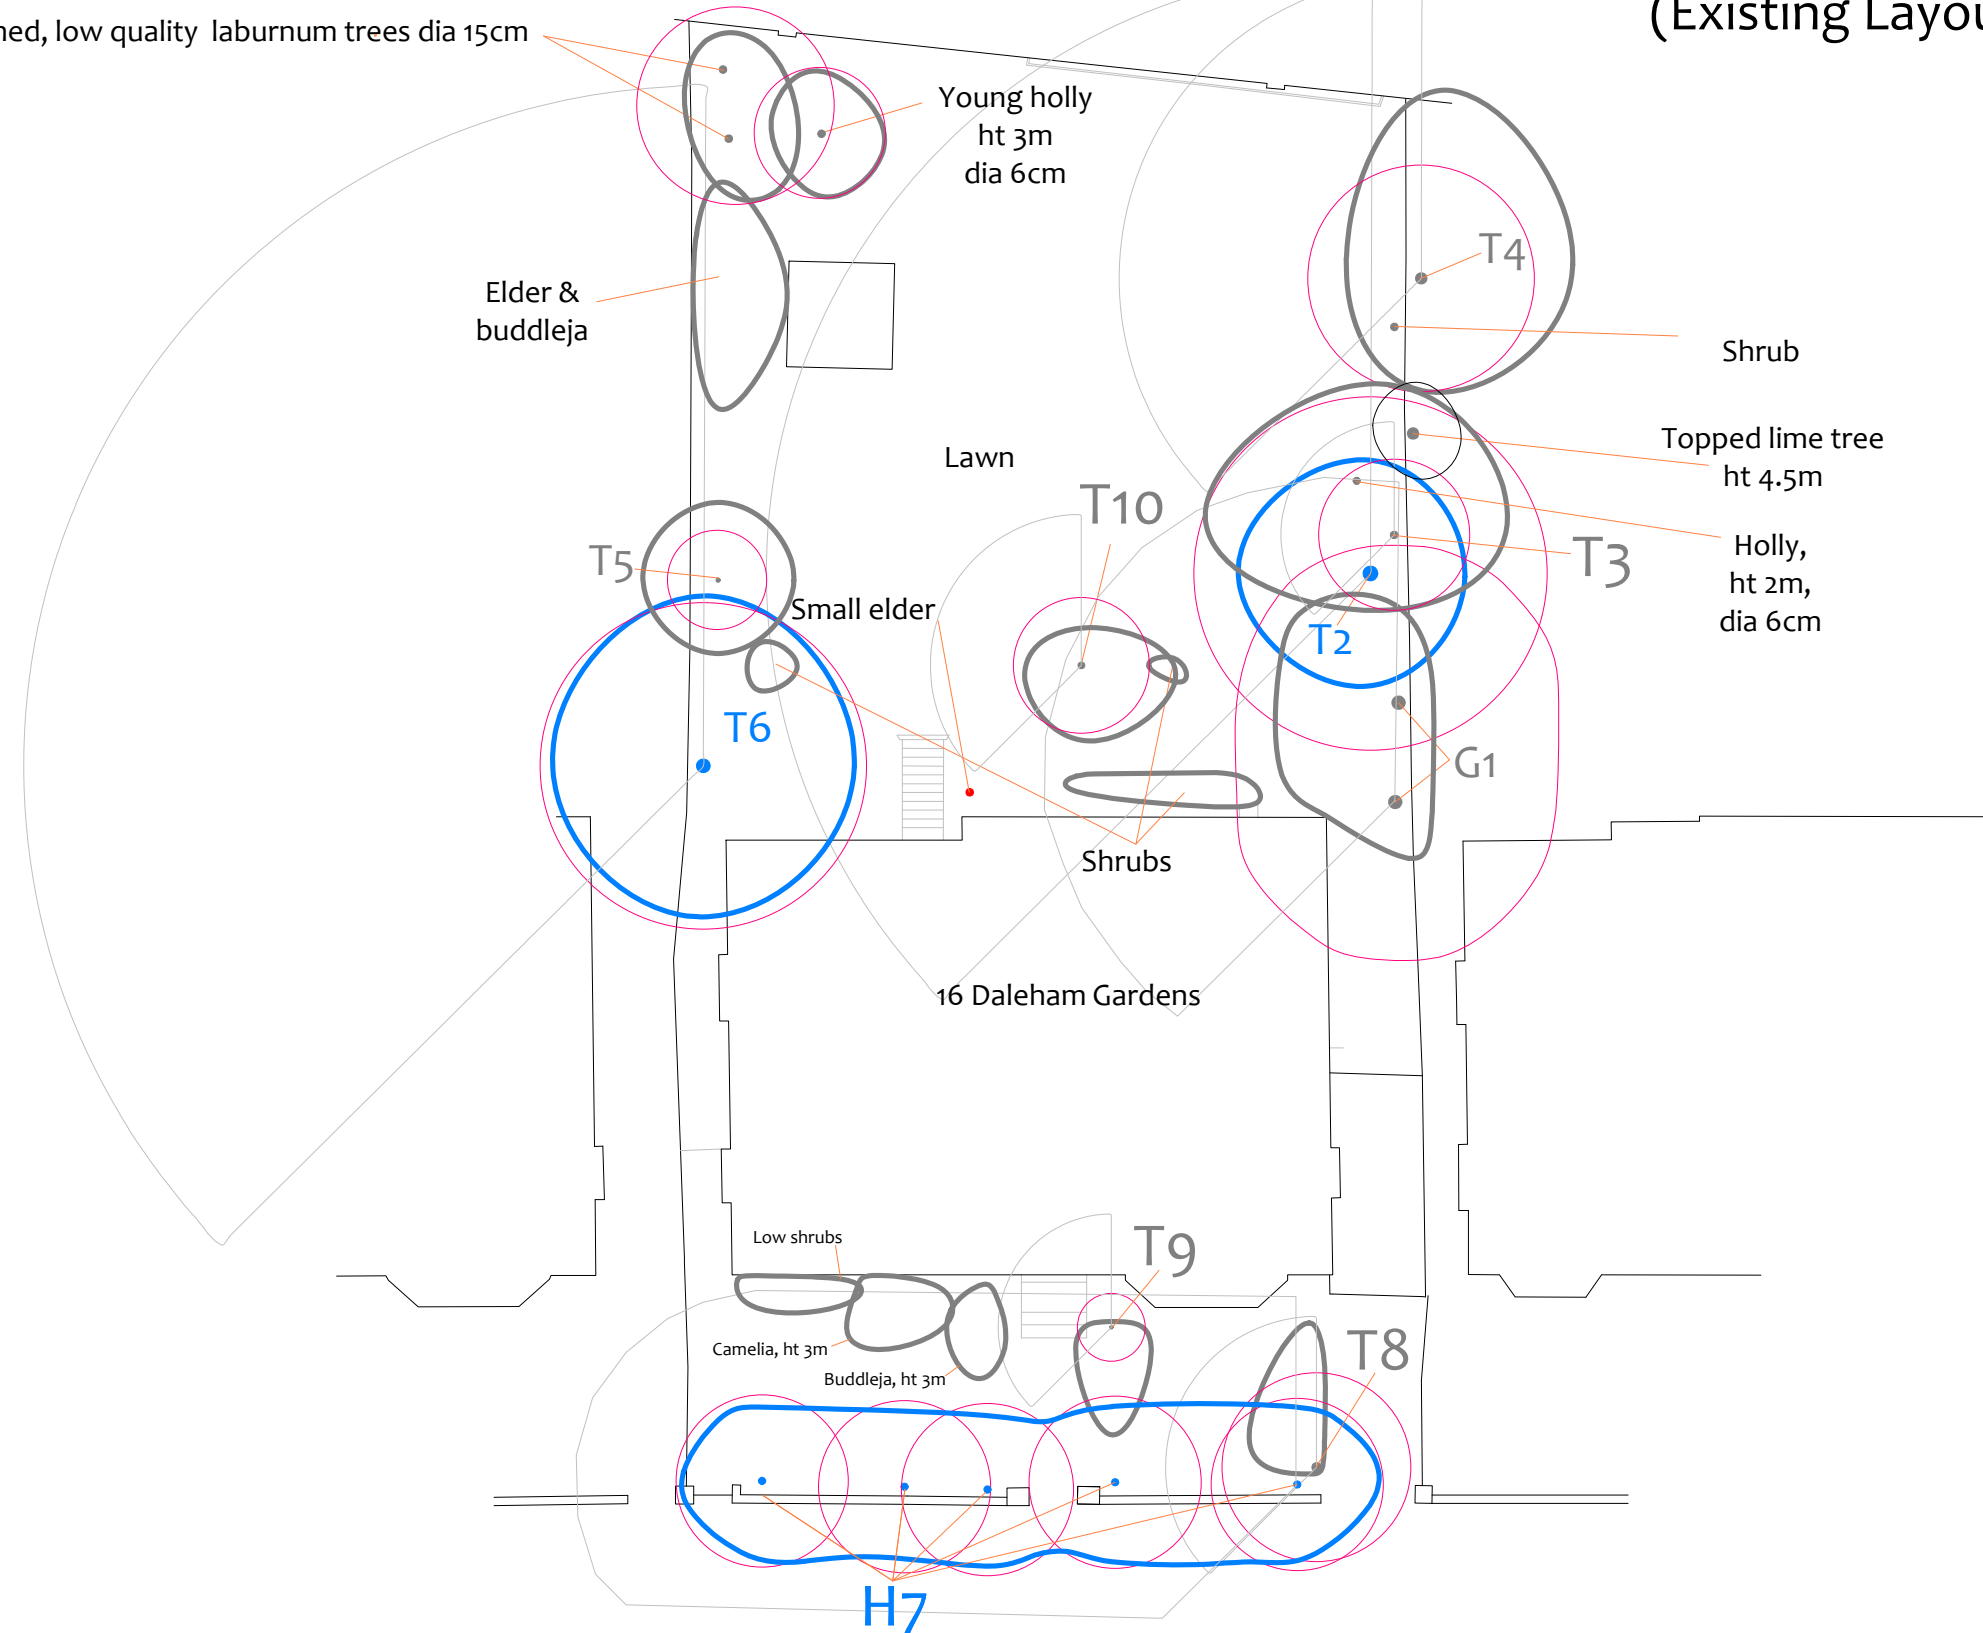 (Existing Layou
low quality laburnum trees dia 15cm
Young holly
ht 3m
dia 6cm
T4
Elder &
buddleja
Shrub
Lawn
Topped lime tree
ht 4.5m
T10
T5
T3
Holly,
ht 2m,
dia 6cm
Small elder
T2
T6
G1
Shrubs
16 Daleham Gardens
Low shrubs
T9
Camelia, ht 3m
T8
Buddleja, ht 3m
H7